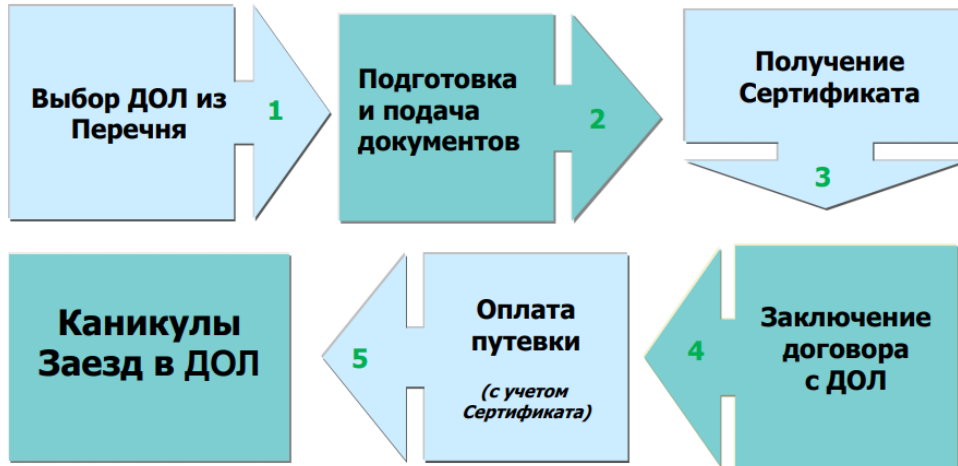 Выбор ДОЛ из
Перечня
1
Подготовка
и подача
документов
2
Получение
Сертификата
3
Заключение
договора
с ДОЛ
4
Оплата
путевки
(с учетом
Сертификата)
5
Каникулы
Заезд в ДОЛ